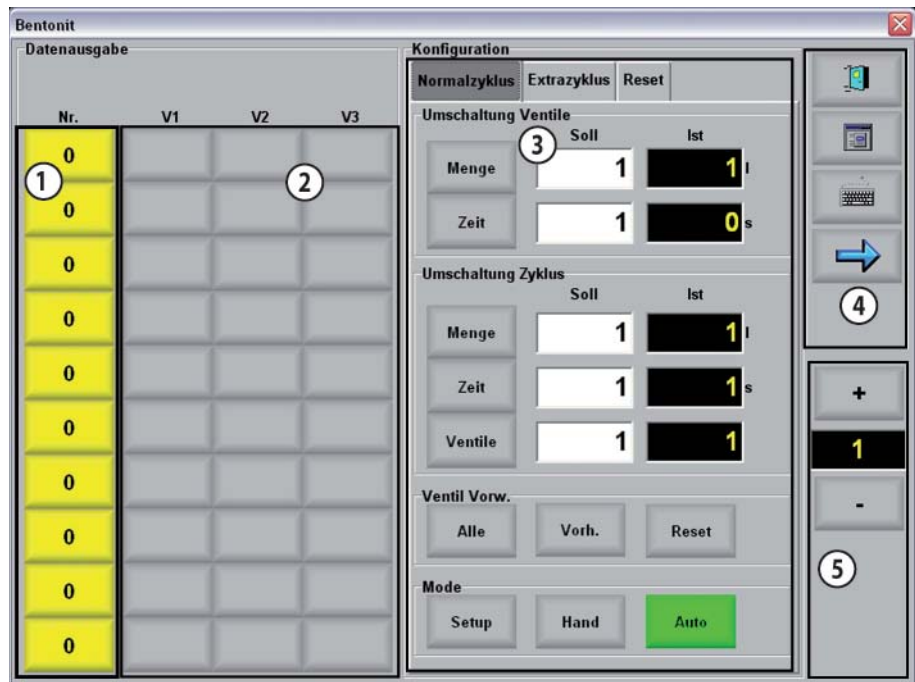 Bentonit
Datenausgabe
Nr. V1 V2 V3
0
0
0
0
0
0
0
0
0
0
1
2
Konfiguration
Normalzyklus Extrazyklus Reset
Umschaltung Ventile
3
Soll Ist
Menge 1 1 l
Zeit 1 0 s
Umschaltung Zyklus
Soll Ist
Menge 1 1 l
Zeit 1 1 s
Ventile 1 1
Ventil Vorw.
Alle Vorh. Reset
Mode
Setup Hand Auto
4
+
1
-
5